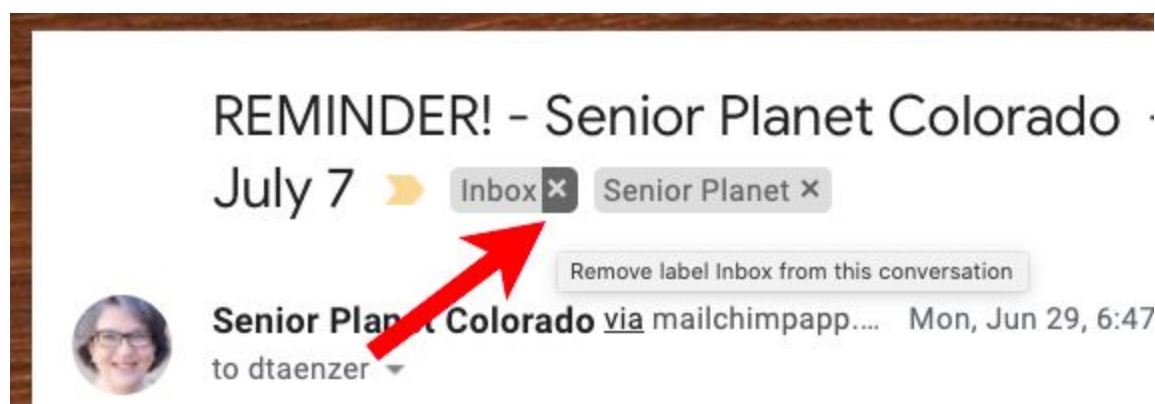 REMINDER! - Senior Planet Colorado -
July 7 Inbox × Senior Planet ×
Remove label Inbox from this conversation
Senior Planet Colorado via mailchimpapp.... Mon, Jun 29, 6:47
to dtaenzer